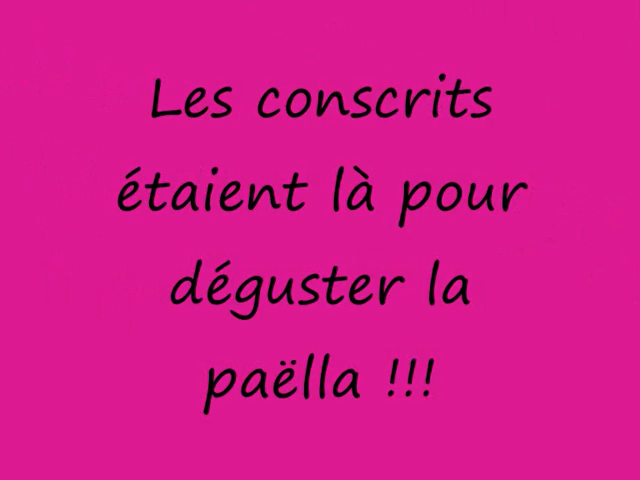 Les conscrits
étaient là pour
déguster la
paëlla !!!